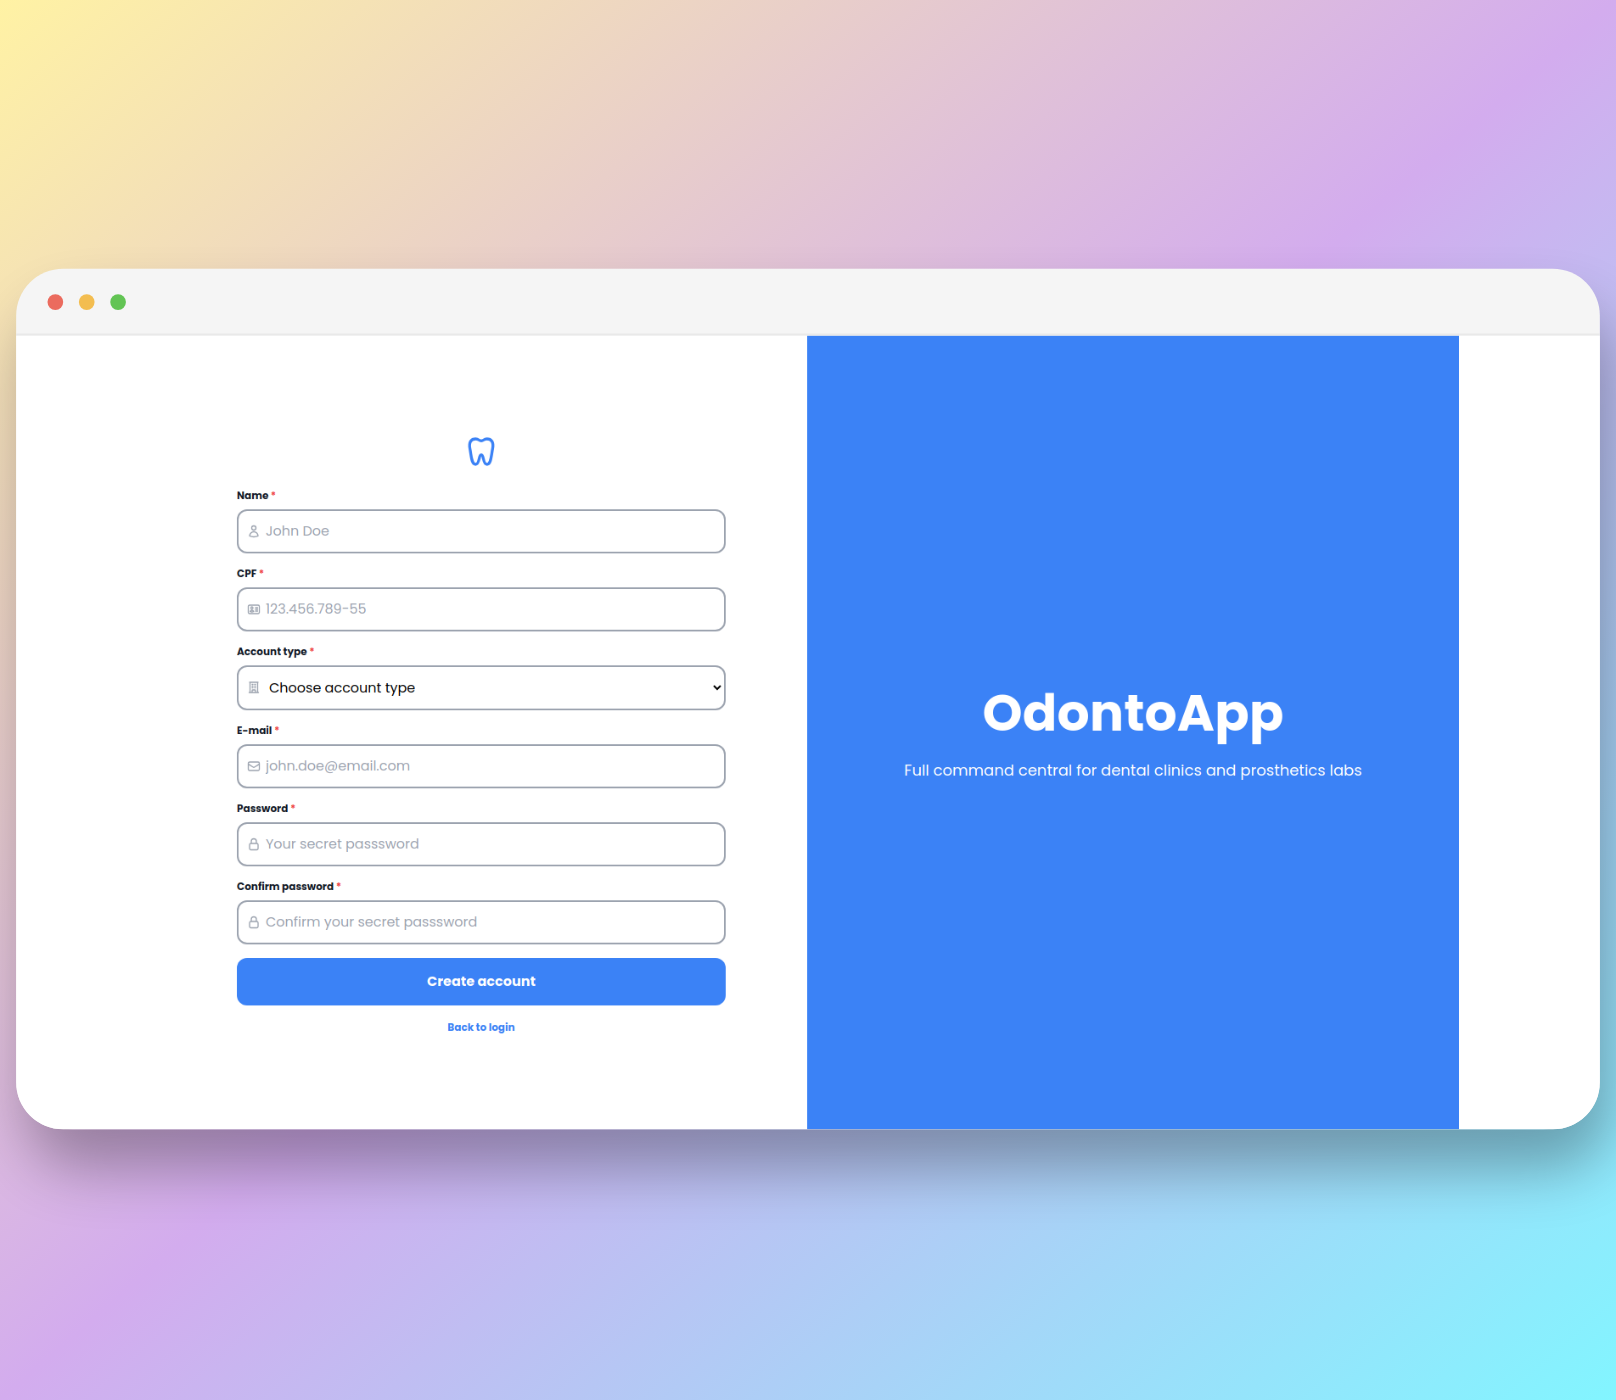 Name *
John Doe
CPF *
123.456.789-55
Account type *
Choose account type
E-mail *
john.doe@email.com
Password *
Your secret passsword
Confirm password *
Confirm your secret passsword
Create account
Back to login
OdontoApp
Full command central for dental clinics and prosthetics labs